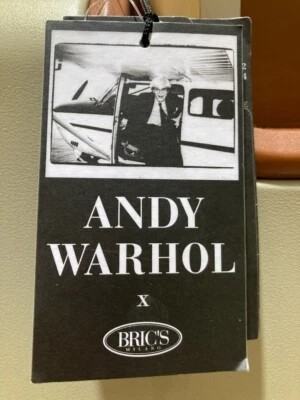 ANDY
WARHOL
X
BRIC'S
MILANO